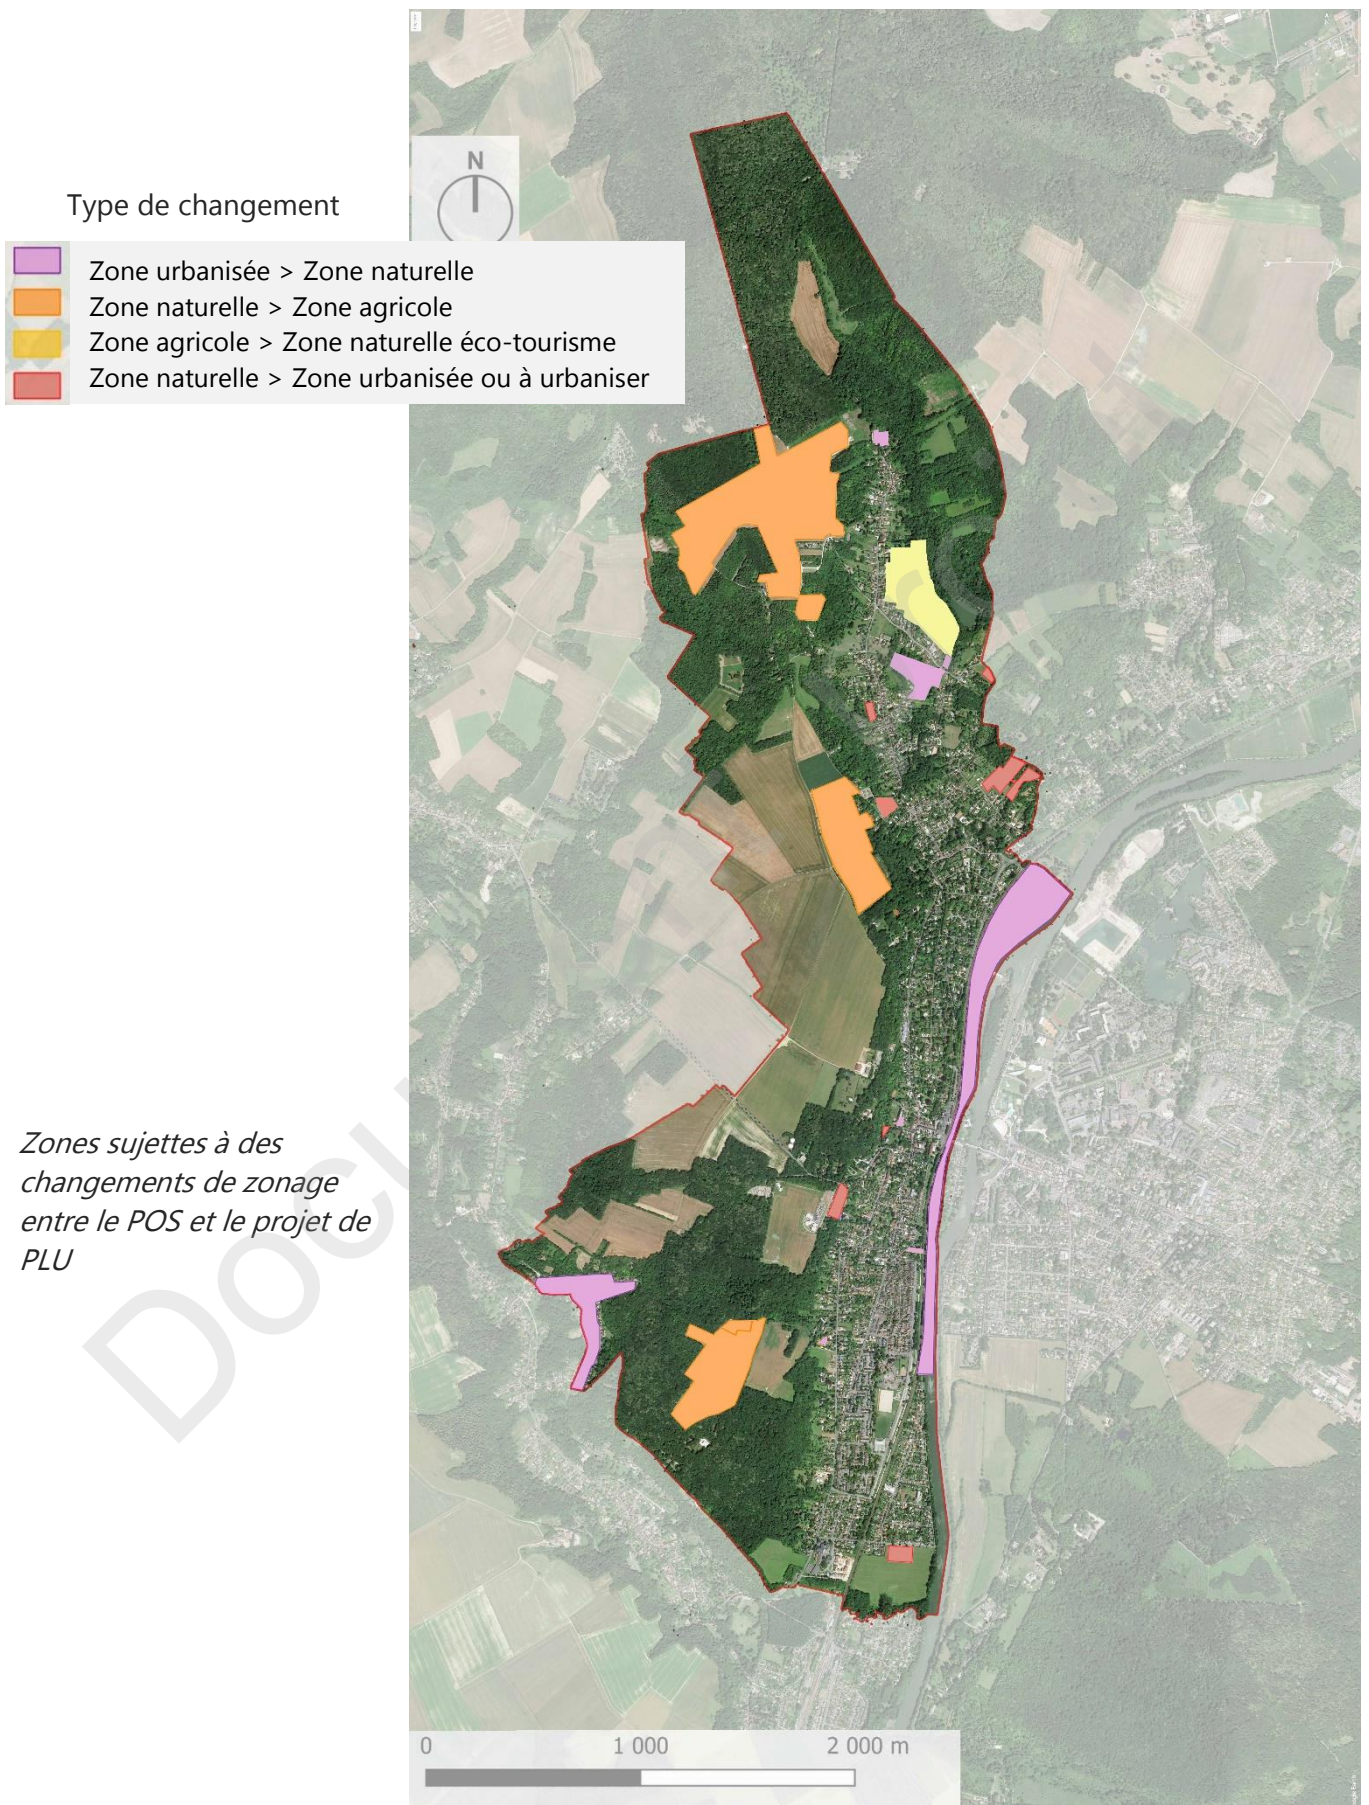 N
Type de changement
Zone urbanisée > Zone naturelle
Zone naturelle > Zone agricole
Zone agricole > Zone naturelle éco-tourisme
Zone naturelle > Zone urbanisée ou à urbaniser
Zones sujettes à des
changements de zonage
entre le POS et le projet de
PLU
0 1 000 2 000 m